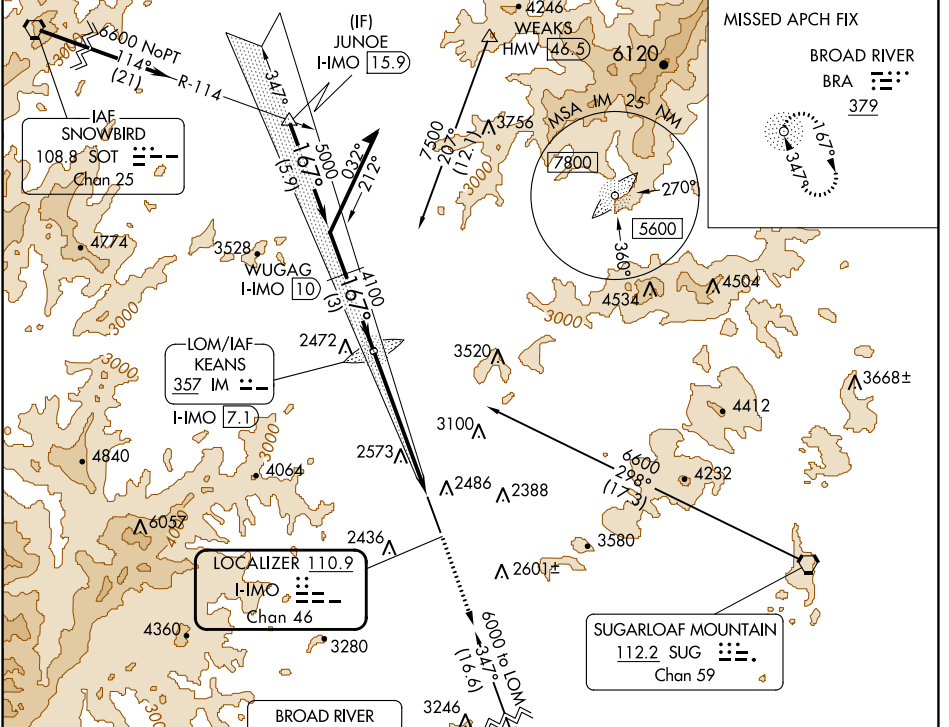 4246
WEAKS
HMV 46.5
6120
MISSED APCH FIX
BROAD RIVER
BRA
379
167°
347°
(IF)
JUNOE
I-IMO 15.9
3000
6600 NoPT
114°
(21)
R-114
IAF
SNOWBIRD
108.8 SOT
Chan 25
347°
167°
(5.9)
5000
032°
212°
7500
207°
(12.1)
3756
3000
MSA IM 25 NM
7800
270°
5600
360°
4774
3528
3000
WUGAG
I-IMO 10
4100
167°
(3)
4534
4504
3000
2472
LOM/IAF
KEANS
357 IM
I-IMO 7.1
3000
3520
3668±
4412
3100
3000
2573
4840
4064
6600
298°
(17.3)
4232
2486
2388
6057
4000
2436
3580
2601±
LOCALIZER 110.9
I-IMO
Chan 46
4360
3280
6000 to LOM
347°
(16.6)
SUGARLOAF MOUNTAIN
112.2 SUG
Chan 59
3000
BROAD RIVER
3246